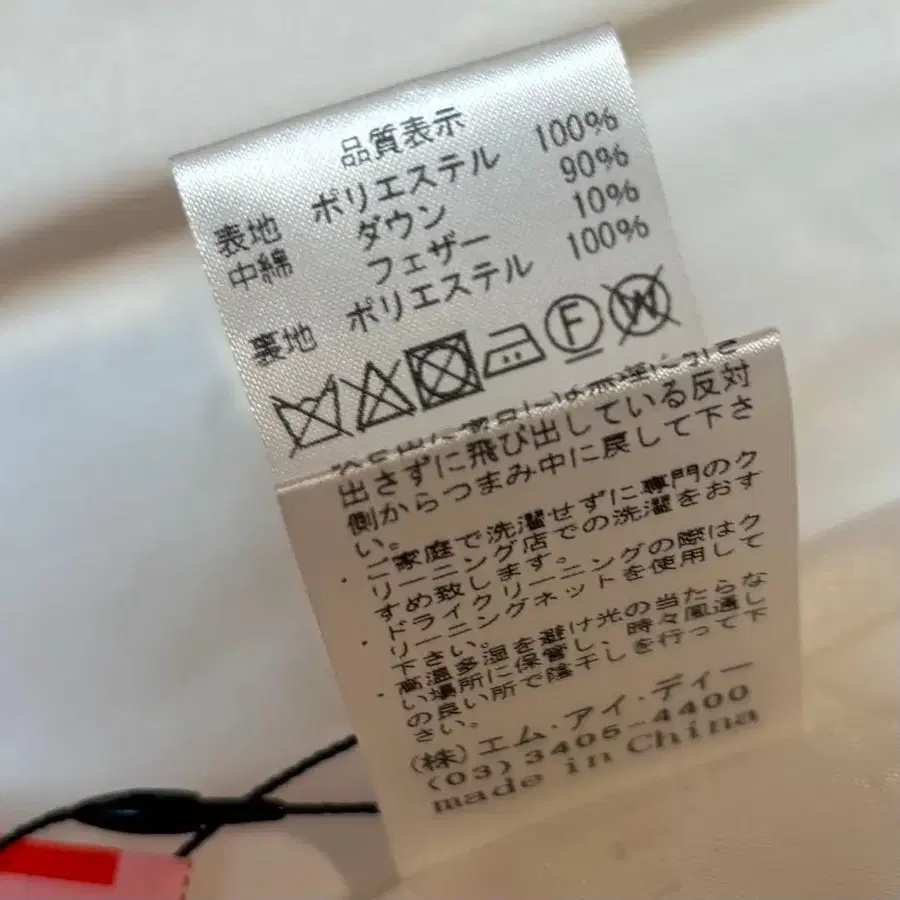 品質表示
表地 ポリエステル 100%
中綿 ダウン 90%
フェザー 10%
裏地 ポリエステル 100%
F W
出さずに飛び出している反対
側からつまみ中に戻して下さ
い。
・ご家庭で洗濯せずに専門のク
リーニング店での洗濯をおす
すめ致します。
・ドライクリーニングの際はク
リーニングネットを使用して
下さい。
・高温多湿を避け光の当たらな
い場所に保管し、時々風通し
の良い所で陰干しを行って下
さい。
(株)エム・アイ・ディー
(03)3405-4400
made in China